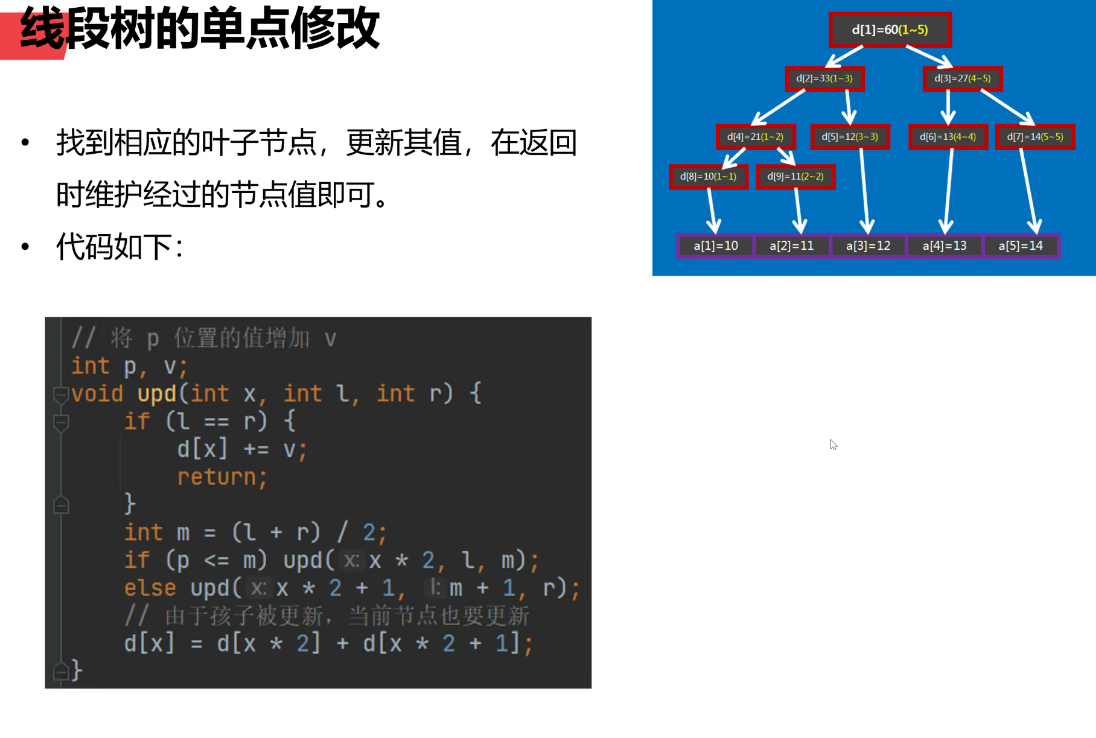 线段树的单点修改
• 找到相应的叶子节点，更新其值，在返回
时维护经过的节点值即可。
• 代码如下：
// 将 p 位置的值增加 v
int p, v;
void upd(int x, int l, int r) {
if (l == r) {
d[x] += v;
return;
}
int m = (l + r) / 2;
if (p <= m) upd( x: x * 2, l, m);
else upd( x: x * 2 + 1, l: m + 1, r);
// 由于孩子被更新，当前节点也要更新
d[x] = d[x * 2] + d[x * 2 + 1];
}
d[1]=60(1~5)
d[2]=33(1~3) d[3]=27(4~5)
d[4]=21(1~2) d[5]=12(3~3) d[6]=13(4~4) d[7]=14(5~5)
d[8]=10(1~1) d[9]=11(2~2)
a[1]=10 a[2]=11 a[3]=12 a[4]=13 a[5]=14